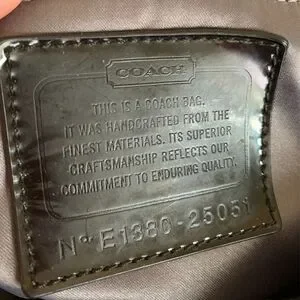 COACH
THIS IS A COACH BAG.
IT WAS HANDCRAFTED FROM THE
FINEST MATERIALS. ITS SUPERIOR
CRAFTSMANSHIP REFLECTS OUR
COMMITMENT TO ENDURING QUALITY.
Nº E1380-25051